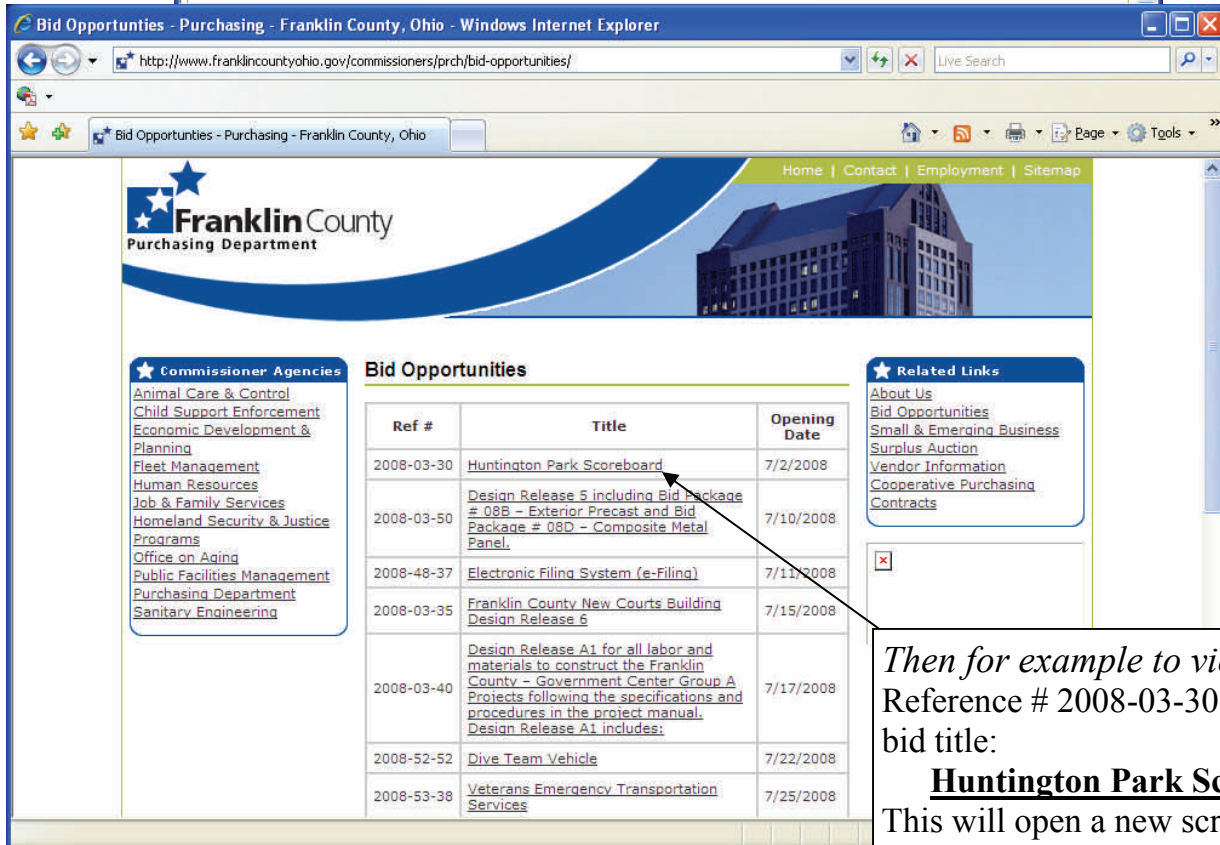 Bid Opportunties - Purchasing - Franklin County, Ohio - Windows Internet Explorer
http://www.franklincountyohio.gov/commissioners/prch/bid-opportunities/
Live Search
Bid Opportunties - Purchasing - Franklin County, Ohio
Page
Tools
»
Home | Contact | Employment | Sitemap
Franklin County
Purchasing Department
Commissioner Agencies
Animal Care & Control
Child Support Enforcement
Economic Development &
Planning
Fleet Management
Human Resources
Job & Family Services
Homeland Security & Justice
Programs
Office on Aging
Public Facilities Management
Purchasing Department
Sanitary Engineering
Bid Opportunities
Ref # Title Opening
Date
2008-03-30 Huntington Park Scoreboard 7/2/2008
Design Release 5 including Bid Package
# 08B – Exterior Precast and Bid
2008-03-50 Package # 08D – Composite Metal 7/10/2008
Panel.
2008-48-37 Electronic Filing System (e-Filing) 7/11/2008
2008-03-35 Franklin County New Courts Building 7/15/2008
Design Release 6
Design Release A1 for all labor and
materials to construct the Franklin
County – Government Center Group A
2008-03-40 Projects following the specifications and 7/17/2008
procedures in the project manual.
Design Release A1 includes:
2008-52-52 Dive Team Vehicle 7/22/2008
2008-53-38 Veterans Emergency Transportation 7/25/2008
Services
Related Links
About Us
Bid Opportunities
Small & Emerging Business
Surplus Auction
Vendor Information
Cooperative Purchasing
Contracts
Then for example to
Reference # 2008-03-30
bid title:
Huntington Park
This will open a new